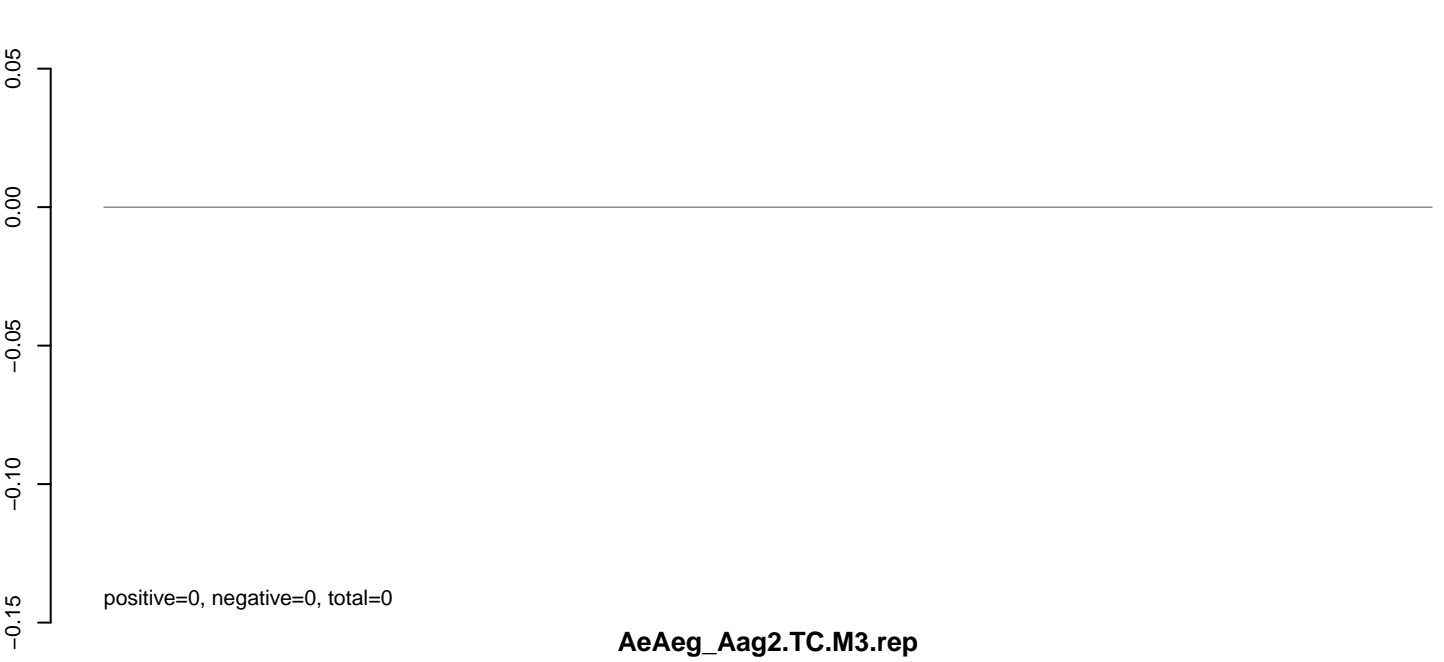 0.05
0.00
−0.05
−0.10
−0.15
positive=0, negative=0, total=0
AeAeg_Aag2.TC.M3.rep